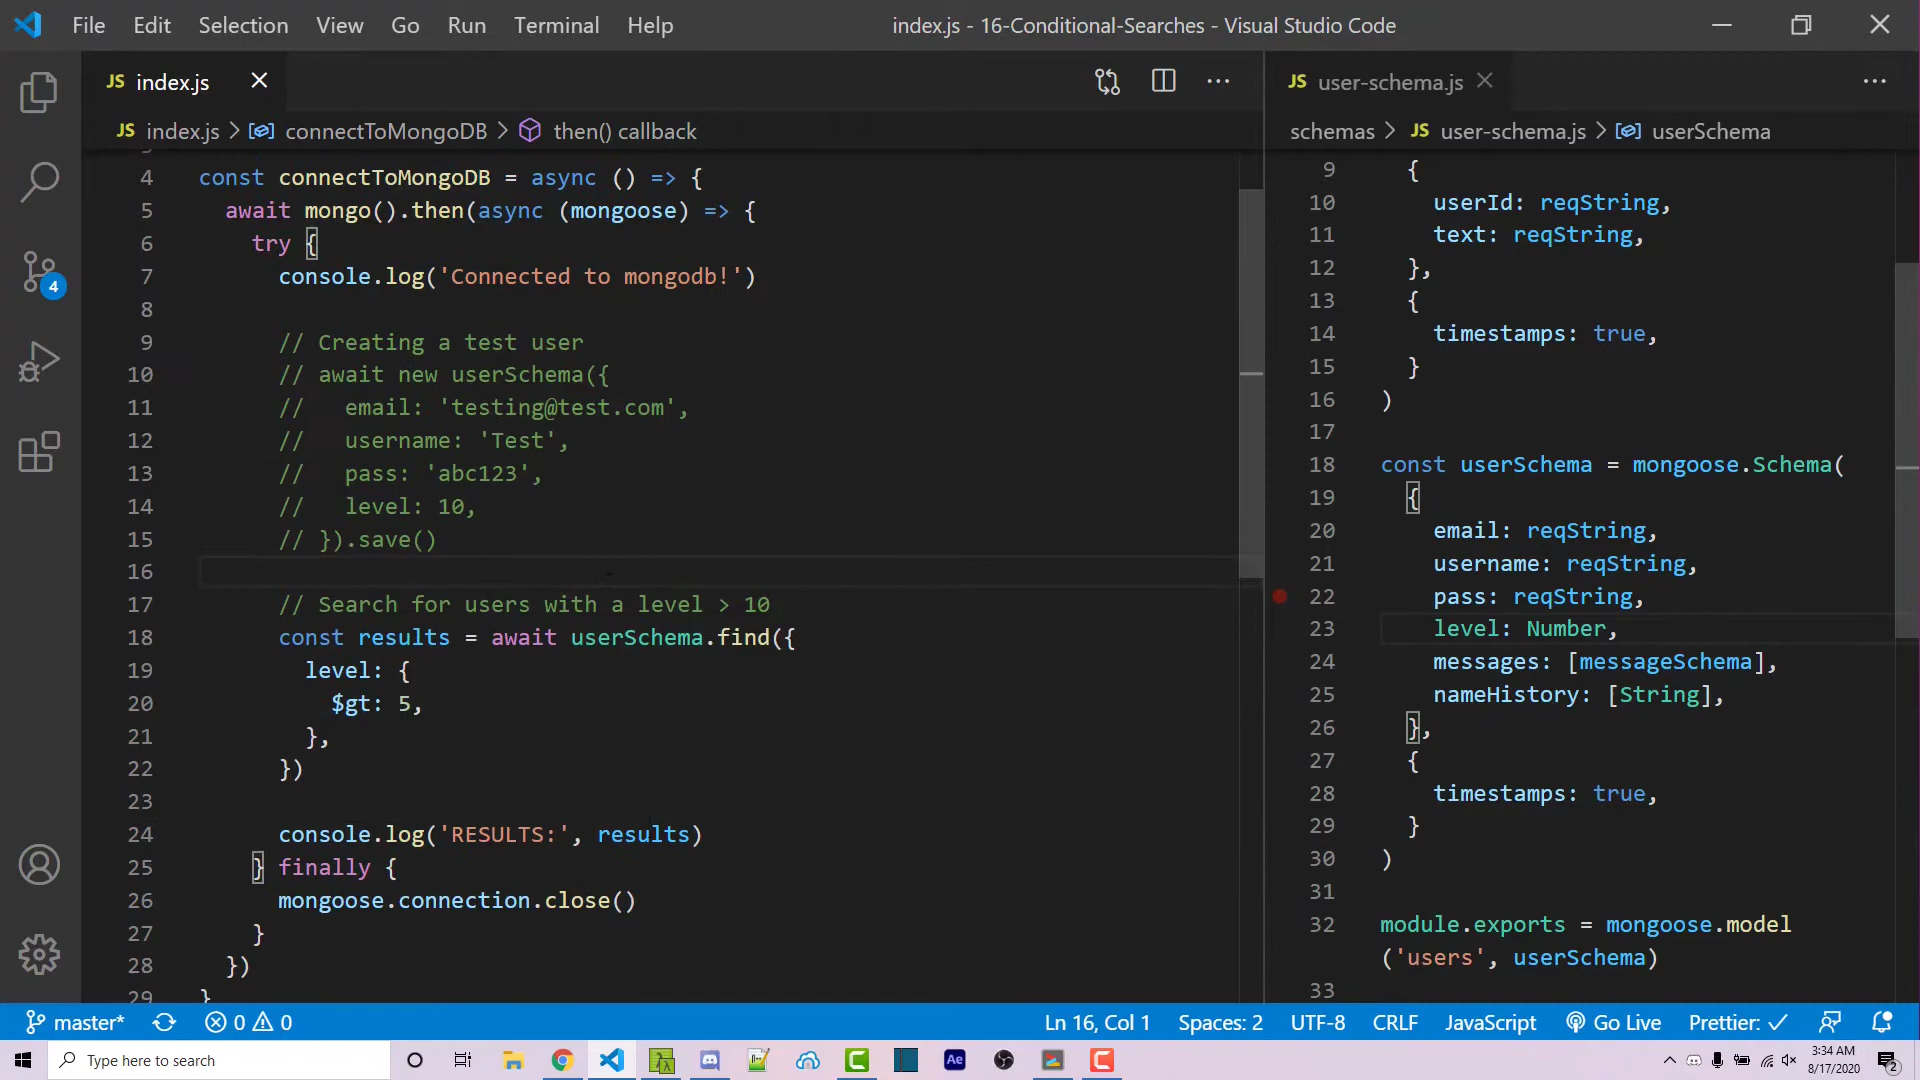 File Edit Selection View Go Run Terminal Help index.js - 16-Conditional-Searches - Visual Studio Code
JS index.js
JS index.js > connectToMongoDB > then() callback
4 const connectToMongoDB = async () => {
5 await mongo().then(async (mongoose) => {
6 try {
7 console.log('Connected to mongodb!')
8
9 // Creating a test user
10 // await new userSchema({
11 // email: 'testing@test.com',
12 // username: 'Test',
13 // pass: 'abc123',
14 // level: 10,
15 // }).save()
16
17 // Search for users with a level > 10
18 const results = await userSchema.find({
19 level: {
20 $gt: 5,
21 },
22 })
23
24 console.log('RESULTS:', results)
25 } finally {
26 mongoose.connection.close()
27 }
28 })
29 }
JS user-schema.js
schemas > JS user-schema.js > userSchema
9 {
10 userId: reqString,
11 text: reqString,
12 },
13 {
14 timestamps: true,
15 }
16 )
17
18 const userSchema = mongoose.Schema(
19 {
20 email: reqString,
21 username: reqString,
22 pass: reqString,
23 level: Number,
24 messages: [messageSchema],
25 nameHistory: [String],
26 },
27 {
28 timestamps: true,
29 }
30 )
31
32 module.exports = mongoose.model
('users', userSchema)
33
4
master* 0 0 Ln 16, Col 1 Spaces: 2 UTF-8 CRLF JavaScript Go Live Prettier: ✓
Type here to search
Ae
3:34 AM
8/17/2020
2